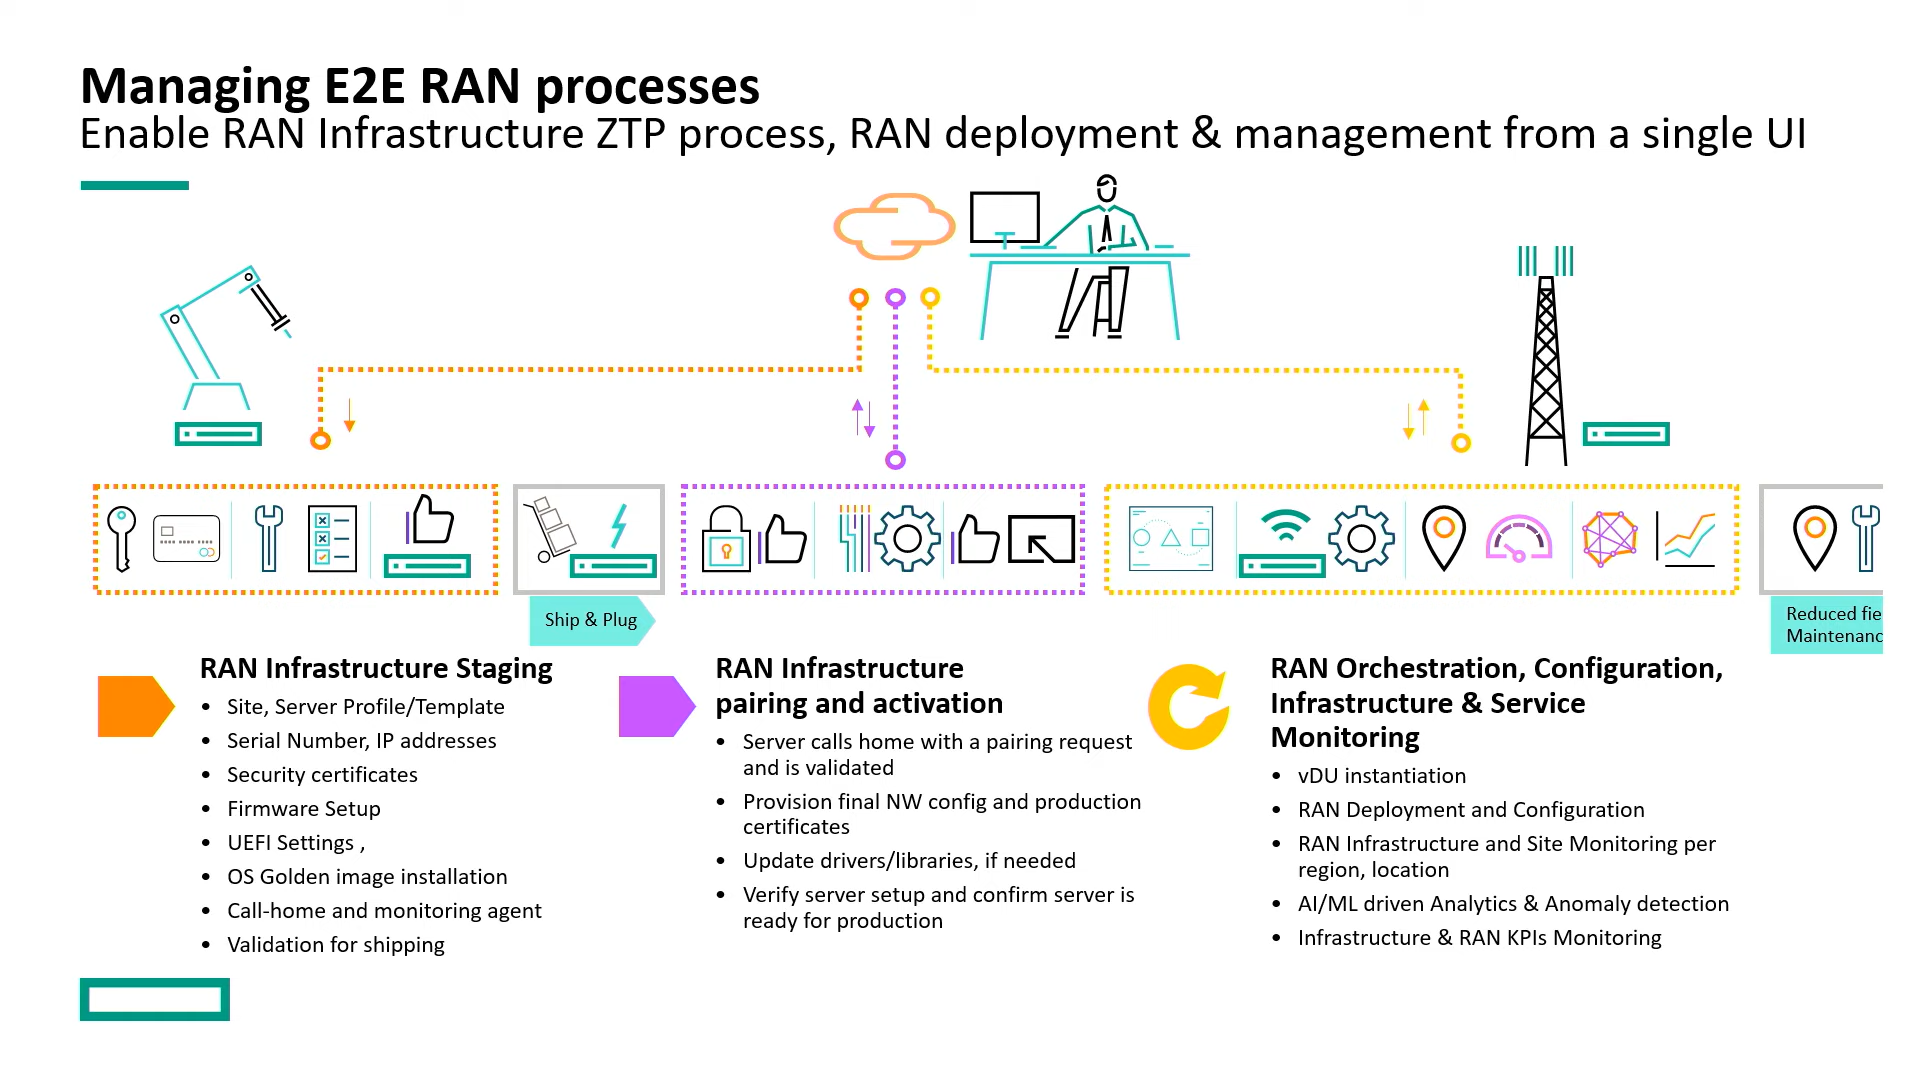 Managing E2E RAN processes
Enable RAN Infrastructure ZTP process, RAN deployment & management from a single UI
Ship & Plug
Reduced fie
Maintenanc
RAN Infrastructure Staging
• Site, Server Profile/Template
• Serial Number, IP addresses
• Security certificates
• Firmware Setup
• UEFI Settings ,
• OS Golden image installation
• Call-home and monitoring agent
• Validation for shipping
RAN Infrastructure
pairing and activation
• Server calls home with a pairing request
and is validated
• Provision final NW config and production
certificates
• Update drivers/libraries, if needed
• Verify server setup and confirm server is
ready for production
RAN Orchestration, Configuration,
Infrastructure & Service
Monitoring
• vDU instantiation
• RAN Deployment and Configuration
• RAN Infrastructure and Site Monitoring per
region, location
• AI/ML driven Analytics & Anomaly detection
• Infrastructure & RAN KPIs Monitoring